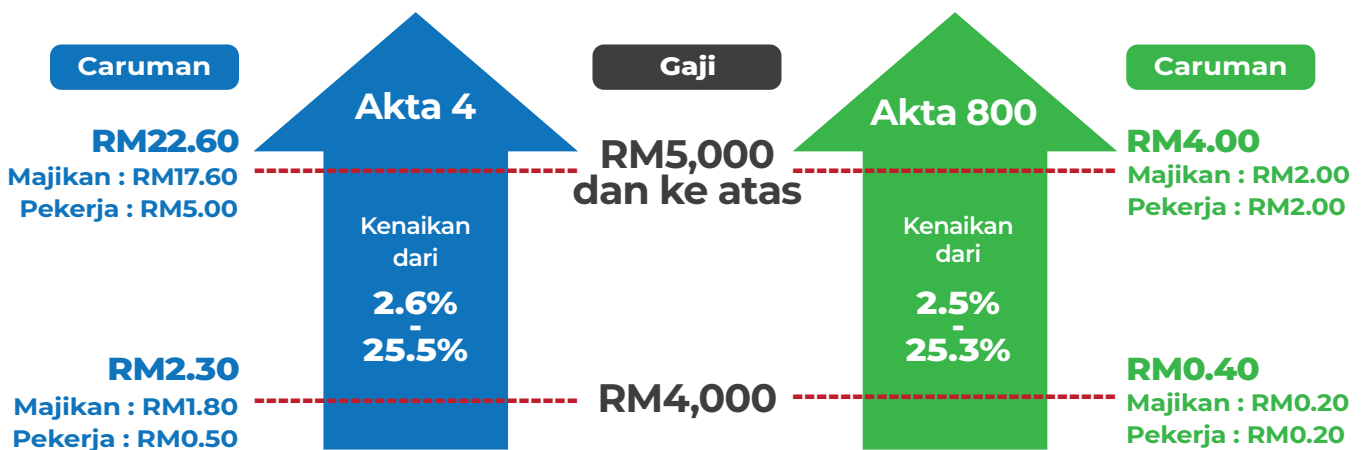 Caruman
RM22.60
Majikan : RM17.60
Pekerja : RM5.00
RM2.30
Majikan : RM1.80
Pekerja : RM0.50
Akta 4
Kenaikan
dari
2.6%
-
25.5%
Gaji
RM5,000
dan ke atas
RM4,000
Akta 800
Kenaikan
dari
2.5%
-
25.3%
Caruman
RM4.00
Majikan : RM2.00
Pekerja : RM2.00
RM0.40
Majikan : RM0.20
Pekerja : RM0.20